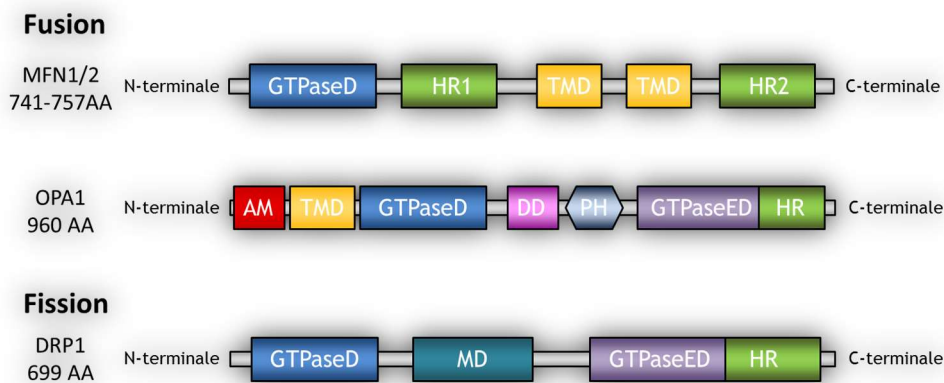 Fusion
MFN1/2
741-757AA
N-terminale GTPaseD HR1 TMD TMD HR2 C-terminale
OPA1
960 AA
N-terminale AM TMD GTPaseD DD PH GTPaseED HR C-terminale
Fission
DRP1
699 AA
N-terminale GTPaseD MD GTPaseED HR C-terminale